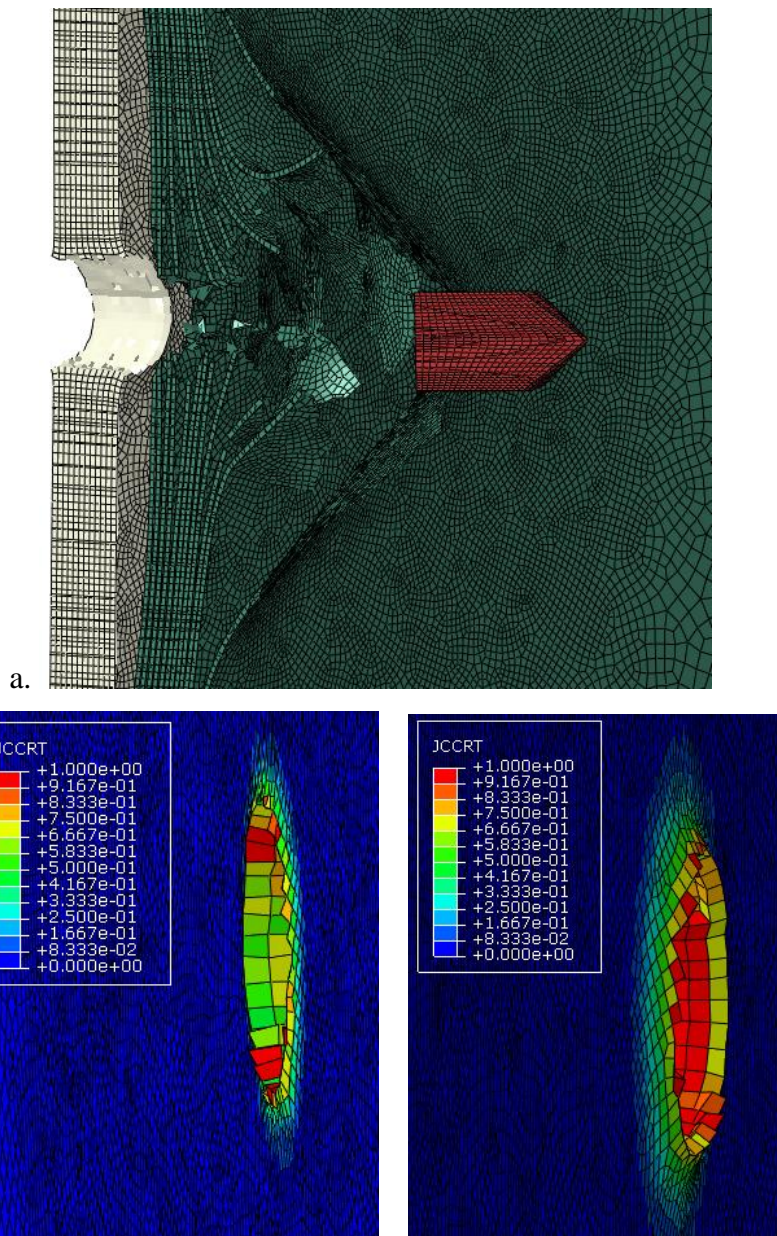 a.
JCCRT
+1.000e+00
+9.167e-01
+8.333e-01
+7.500e-01
+6.667e-01
+5.833e-01
+5.000e-01
+4.167e-01
+3.333e-01
+2.500e-01
+1.667e-01
+8.333e-02
+0.000e+00
JCCRT
+1.000e+00
+9.167e-01
+8.333e-01
+7.500e-01
+6.667e-01
+5.833e-01
+5.000e-01
+4.167e-01
+3.333e-01
+2.500e-01
+1.667e-01
+8.333e-02
+0.000e+00